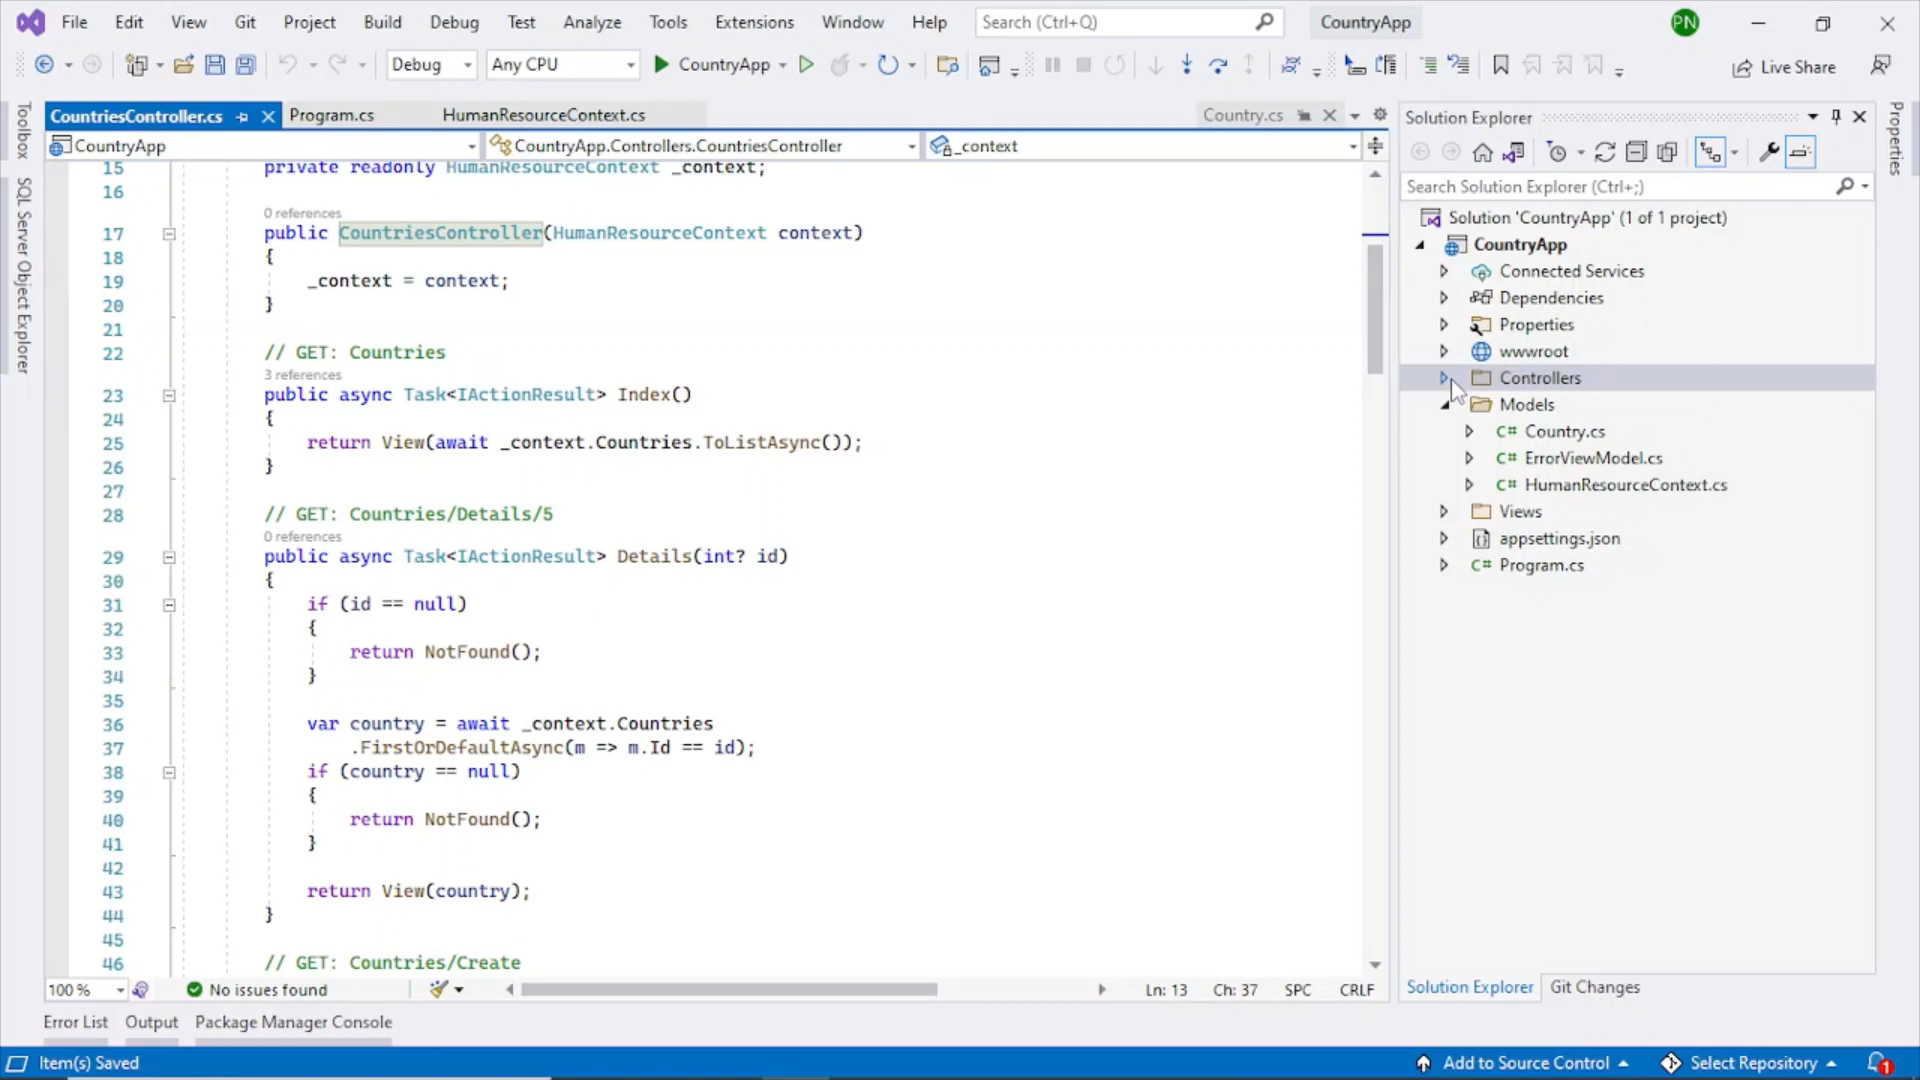 File Edit View Git Project Build Debug Test Analyze Tools Extensions Window Help Search (Ctrl+Q) CountryApp PN
Debug Any CPU CountryApp Live Share
Toolbox
SQL Server Object Explorer
CountriesController.cs Program.cs HumanResourceContext.cs Country.cs
CountryApp CountryApp.Controllers.CountriesController _context
15 private readonly HumanResourceContext _context;
16
0 references
17 public CountriesController(HumanResourceContext context)
18 {
19 _context = context;
20 }
21
22 // GET: Countries
3 references
23 public async Task<IActionResult> Index()
24 {
25 return View(await _context.Countries.ToListAsync());
26 }
27
28 // GET: Countries/Details/5
0 references
29 public async Task<IActionResult> Details(int? id)
30 {
31 if (id == null)
32 {
33 return NotFound();
34 }
35
36 var country = await _context.Countries
37 .FirstOrDefaultAsync(m => m.Id == id);
38 if (country == null)
39 {
40 return NotFound();
41 }
42
43 return View(country);
44 }
45
46 // GET: Countries/Create
100 % No issues found Ln: 13 Ch: 37 SPC CRLF
Solution Explorer
Search Solution Explorer (Ctrl+;)
Solution 'CountryApp' (1 of 1 project)
CountryApp
Connected Services
Dependencies
Properties
wwwroot
Controllers
Models
C# Country.cs
C# ErrorViewModel.cs
C# HumanResourceContext.cs
Views
appsettings.json
C# Program.cs
Solution Explorer Git Changes
Properties
Error List Output Package Manager Console
Item(s) Saved Add to Source Control Select Repository 1